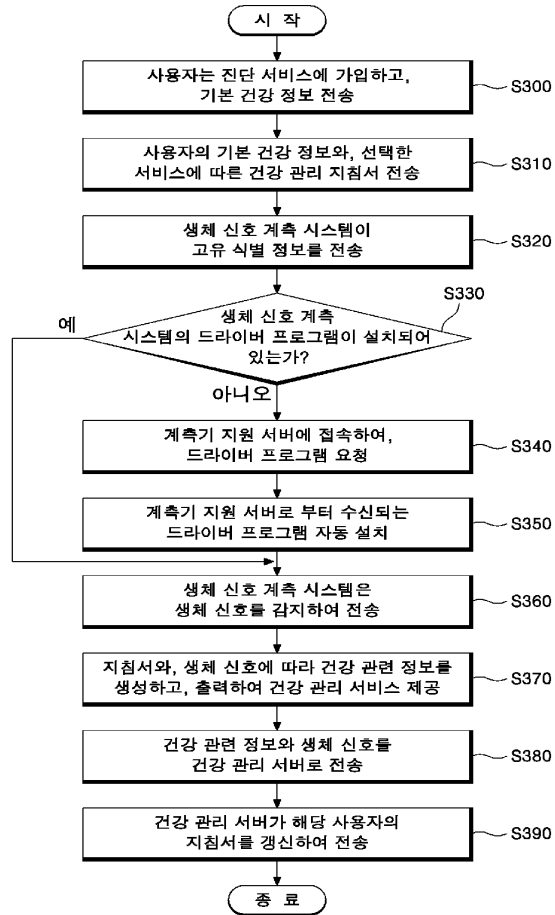 시 작
사용자는 진단 서비스에 가입하고,
기본 건강 정보 전송
S300
사용자의 기본 건강 정보와, 선택한
서비스에 따른 건강 관리 지침서 전송
S310
생체 신호 계측 시스템이
고유 식별 정보를 전송
S320
S330
예
생체 신호 계측
시스템의 드라이버 프로그램이 설치되어
있는가?
아니오
계측기 지원 서버에 접속하여,
드라이버 프로그램 요청
S340
계측기 지원 서버로 부터 수신되는
드라이버 프로그램 자동 설치
S350
생체 신호 계측 시스템은
생체 신호를 감지하여 전송
S360
지침서와, 생체 신호에 따라 건강 관련 정보를
생성하고, 출력하여 건강 관리 서비스 제공
S370
건강 관련 정보와 생체 신호를
건강 관리 서버로 전송
S380
건강 관리 서버가 해당 사용자의
지침서를 갱신하여 전송
S390
종 료